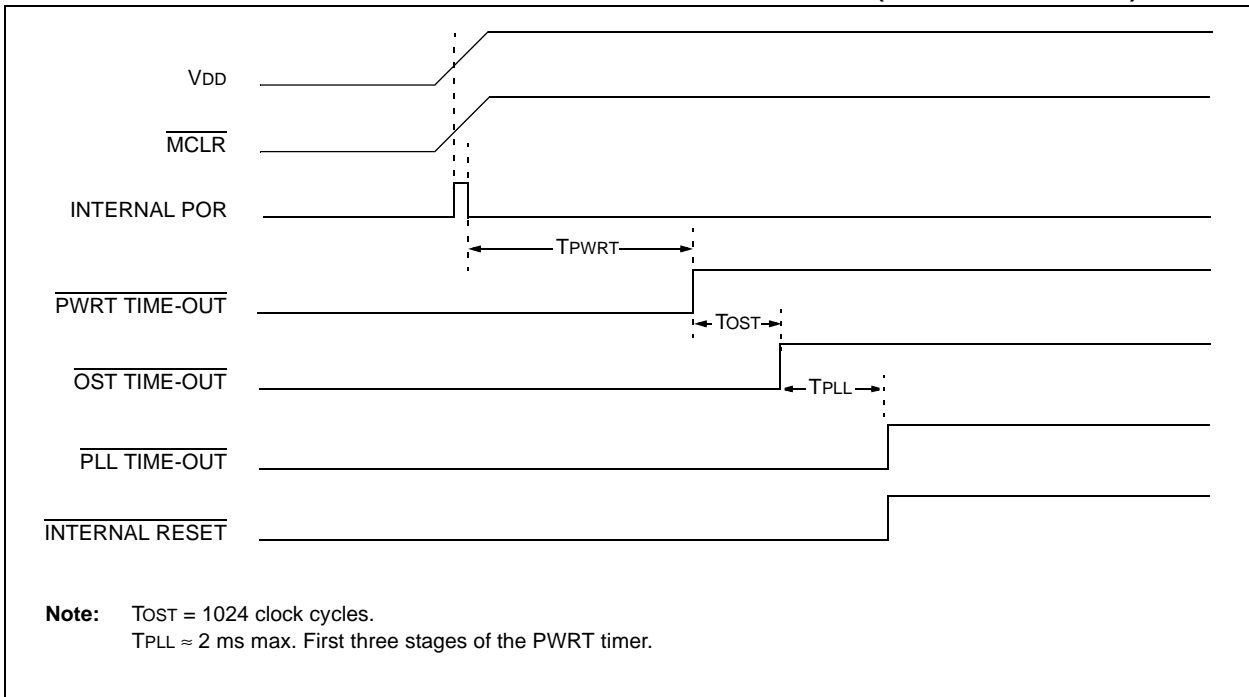 VDD
MCLR
INTERNAL POR
TPWRT
PWRT TIME-OUT
TOST
OST TIME-OUT
TPLL
PLL TIME-OUT
INTERNAL RESET
Note: TOST = 1024 clock cycles.
TPLL ≈ 2 ms max. First three stages of the PWRT timer.